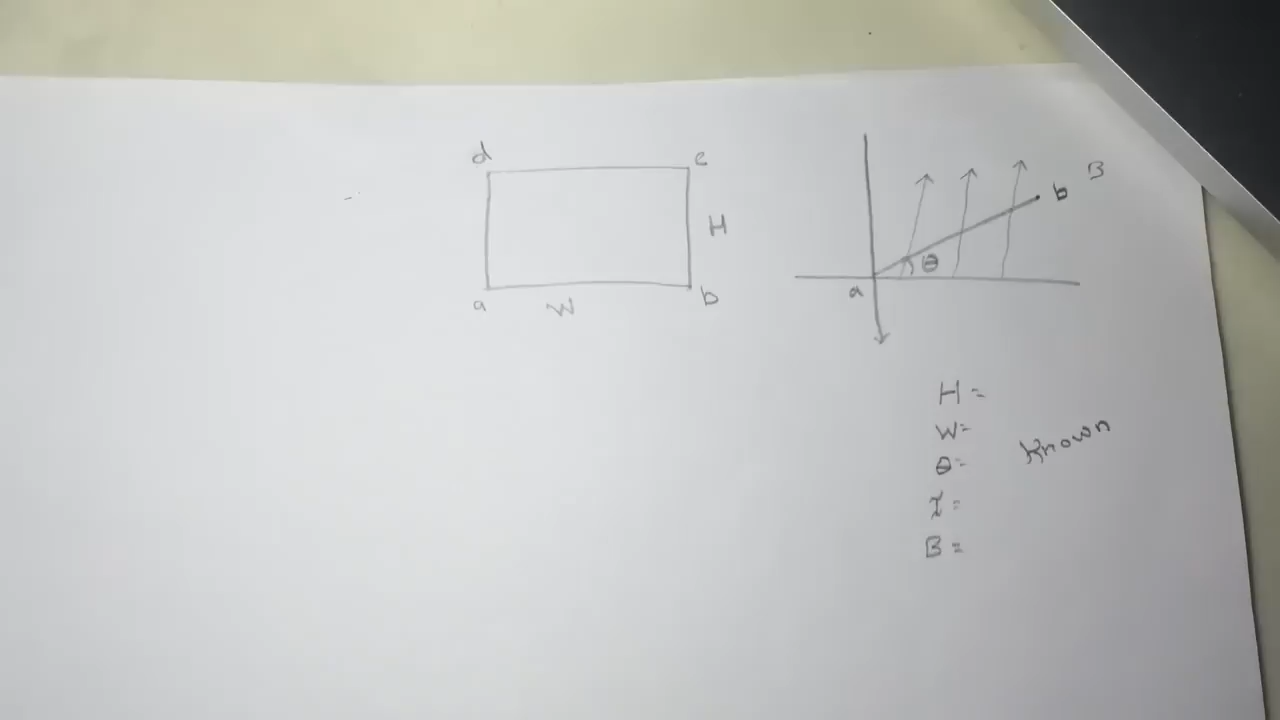 d c B
b
H
θ
a W b a
H =
W=
θ= Known
I =
B =